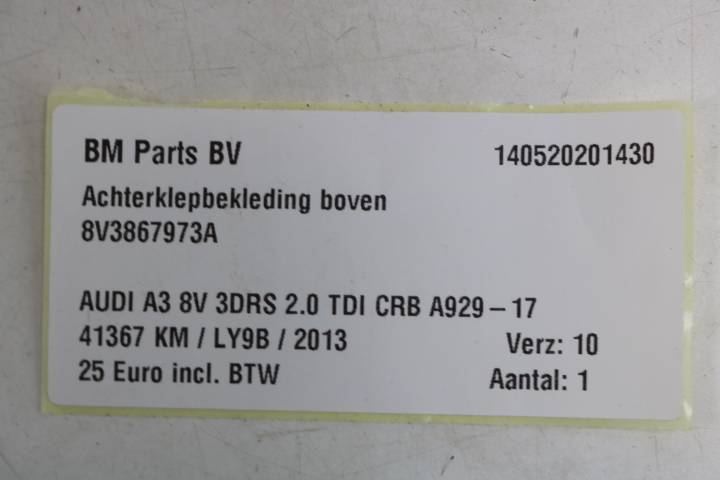 BM Parts BV 140520201430
Achterklepbekleding boven
8V3867973A
AUDI A3 8V 3DRS 2.0 TDI CRB A929 – 17
41367 KM / LY9B / 2013 Verz: 10
25 Euro incl. BTW Aantal: 1